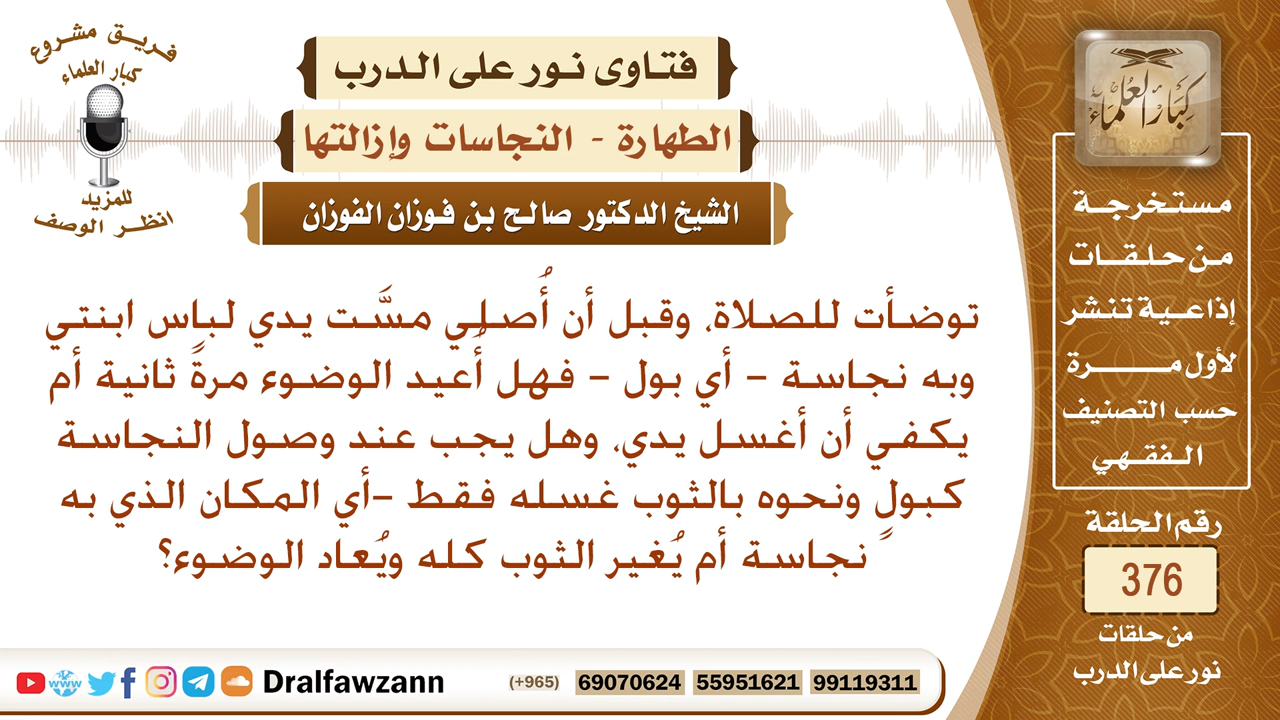 فريق مشروع
كبار العلماء
للمزيد
انظر الوصف
فتاوى نور على الدرب
الطهارة - النجاسات وإزالتها
الشيخ الدكتور صالح بن فوزان الفوزان
توضأت للصلاة، وقبل أن أُصلي مسَّت يدي لباس ابنتي
وبه نجاسة - أي بول - فهل أُعيد الوضوء مرةً ثانية أم
يكفي أن أغسل يدي، وهل يجب عند وصول النجاسة
كبولٍ ونحوه بالثوب غسله فقط -أي المكان الذي به
نجاسة أم يُغير الثوب كله ويُعاد الوضوء؟
كبار العلماء
مستخرجة
من حلقات
إذاعية تنشر
لأول مرة
حسب التصنيف
الفقهي
رقم الحلقة
376
من حلقات
نور على الدرب
www
Dralfawzann
(+965) 69070624 55951621 99119311